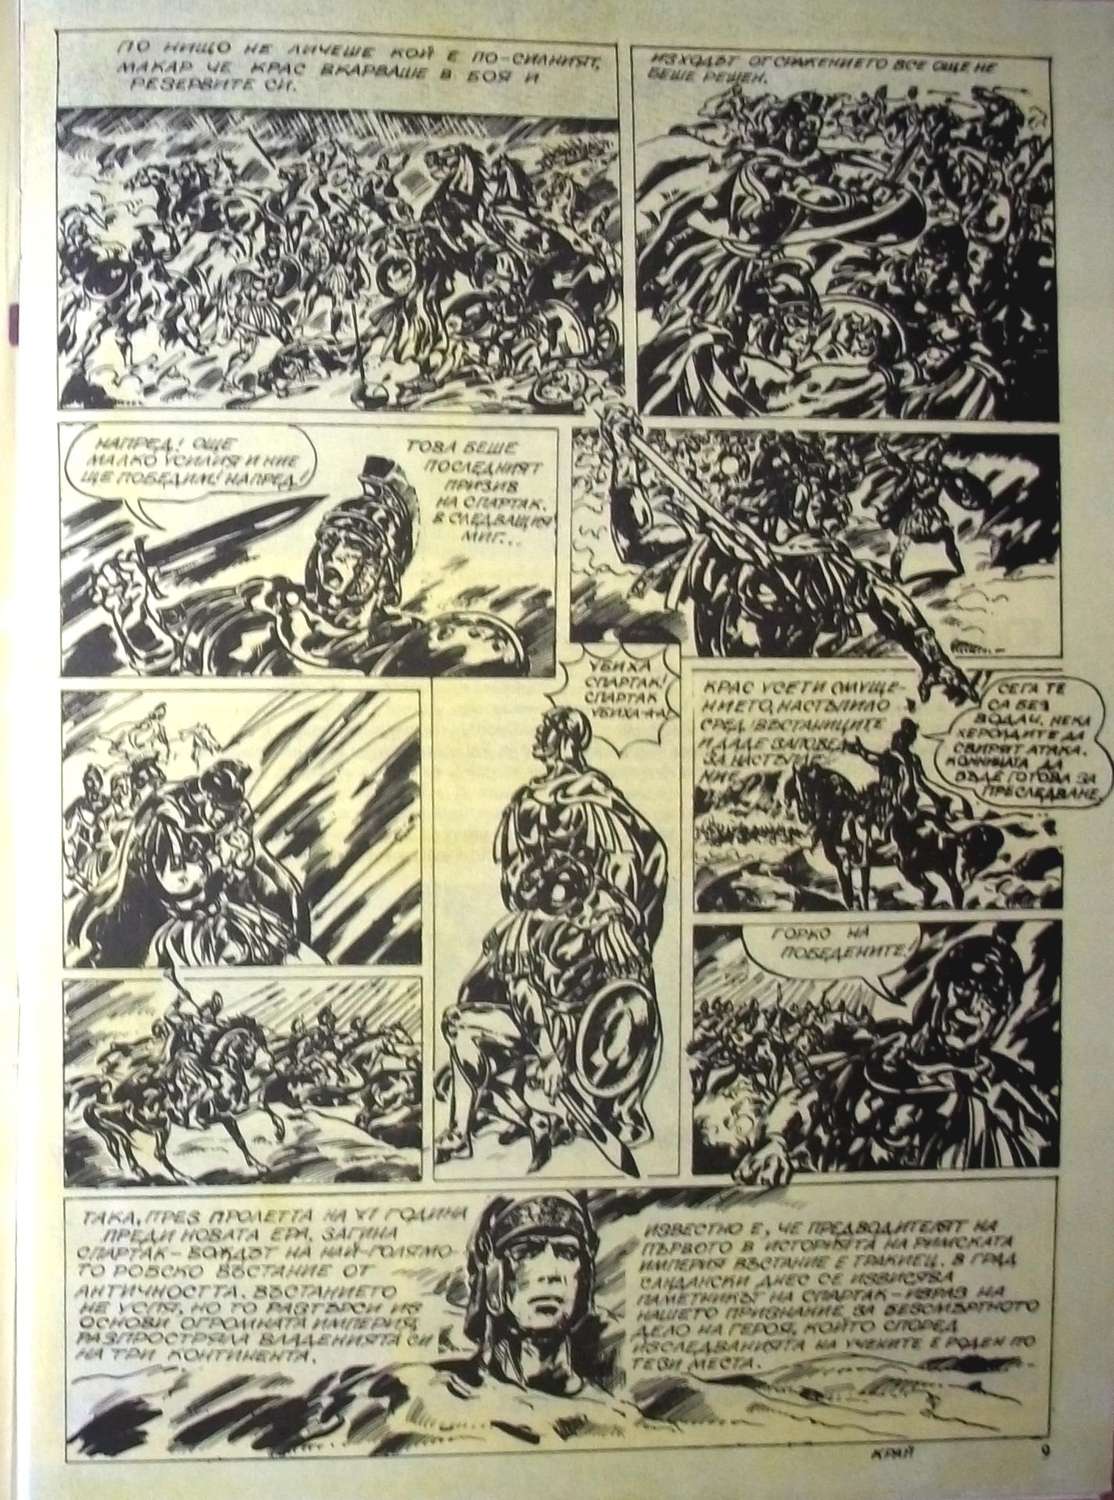 ПО НИЩО НЕ ЛИЧЕШЕ КОЙ Е ПО-СИЛНИЯТ,
МАКАР ЧЕ КРАС ВКАРВАШЕ В БОЯ И
РЕЗЕРВИТЕ СИ.
ИЗХОДЪТ ОТ СРАЖЕНИЕТО ВСЕ ОЩЕ НЕ
БЕШЕ РЕШЕН.
НАПРЕД! ОЩЕ
МАЛКО УСИЛИЯ И НИЕ
ЩЕ ПОБЕДИМ! НАПРЕД!
ТОВА БЕШЕ
ПОСЛЕДНИЯТ
ПРИЗИВ
НА СПАРТАК.
В СЛЕДВАЩИЯ
МИГ...
УБИХА
СПАРТАК!
СПАРТАК
УБИХА-А-А!
КРАС УСЕТИ СМУЩЕ-
НИЕТО, НАСТЪПИЛО
СРЕД ВЪСТАНИЦИТЕ
И ДАДЕ ЗАПОВЕД
ЗА НАСТЪПЛЕ-
НИЕ.
СЕГА ТЕ
СА БЕЗ
ВОДАЧ. НЕКА
ХЕРОЛДИТЕ ДА
СВИРЯТ АТАКА.
КОННИЦАТА ДА
БЪДЕ ГОТОВА ЗА
ПРЕСЛЕДВАНЕ.
ГОРКО НА
ПОБЕДЕНИТЕ!
ТАКА, ПРЕЗ ПРОЛЕТТА НА 71 ГОДИНА
ПРЕДИ НОВАТА ЕРА, ЗАГИНА
СПАРТАК - ВОЖДЪТ НА НАЙ-ГОЛЯМО-
ТО РОБСКО ВЪСТАНИЕ ОТ
АНТИЧНОСТТА. ВЪСТАНИЕТО
НЕ УСПЯ, НО ТО РАЗТЪРСИ ИЗ
ОСНОВИ ОГРОМНАТА ИМПЕРИЯ,
РАЗПРОСТРЯЛА ВЛАДЕНИЯТА СИ
НА ТРИ КОНТИНЕНТА.
ИЗВЕСТНО Е, ЧЕ ПРЕДВОДИТЕЛЯТ НА
ПЪРВОТО В ИСТОРИЯТА НА РИМСКАТА
ИМПЕРИЯ ВЪСТАНИЕ Е ТРАКИЕЦ. В ГРАД
САНДАНСКИ ДНЕС СЕ ИЗВИСЯВА
ПАМЕТНИКЪТ НА СПАРТАК - ИЗРАЗ НА
НАШЕТО ПРИЗНАНИЕ ЗА БЕЗСМЪРТНОТО
ДЕЛО НА ГЕРОЯ, КОЙТО СПОРЕД
ИЗСЛЕДВАНИЯТА НА УЧЕНИТЕ Е РОДЕН ПО
ТЕЗИ МЕСТА.
КРАЙ
9